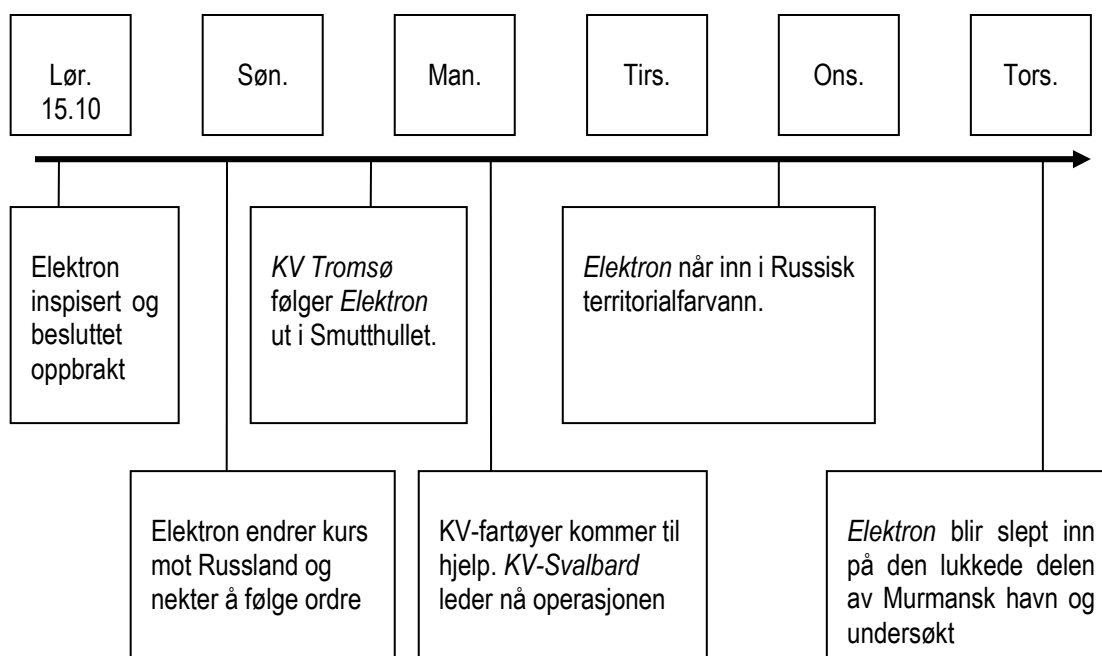 Lør.
15.10
Søn.
Man.
Tirs.
Ons.
Tors.
Elektron
inspisert og
besluttet
oppbrakt
KV Tromsø
følger Elektron
ut i Smutthullet.
Elektron når inn i Russisk
territorialfarvann.
Elektron endrer kurs
mot Russland og
nekter å følge ordre
KV-fartøyer kommer til
hjelp. KV-Svalbard
leder nå operasjonen
Elektron blir slept inn
på den lukkede delen
av Murmansk havn og
undersøkt